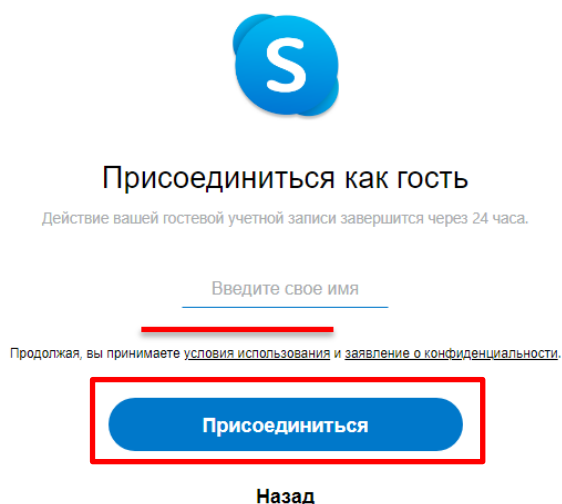 S
Присоединиться как гость
Действие вашей гостевой учетной записи завершится через 24 часа.
Введите свое имя
Продолжая, вы принимаете условия использования и заявление о конфиденциальности.
Присоединиться
Назад